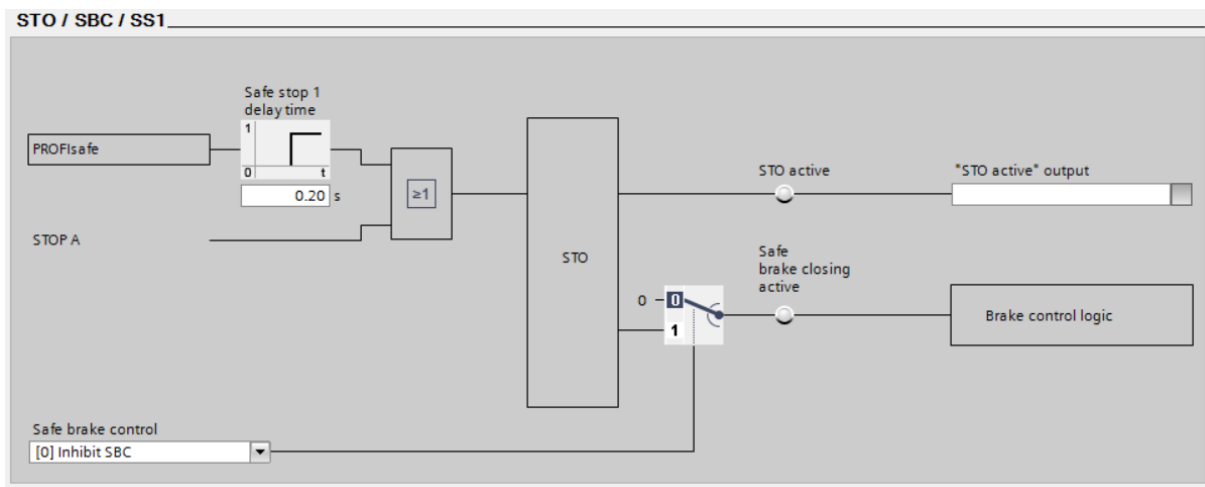 STO / SBC / SS1
Safe stop 1
delay time
1
0
t
0.20 s
PROFIsafe
≥1
STOP A
STO
STO active
"STO active" output
Safe
brake closing
active
0
0
1
Brake control logic
Safe brake control
[0] Inhibit SBC